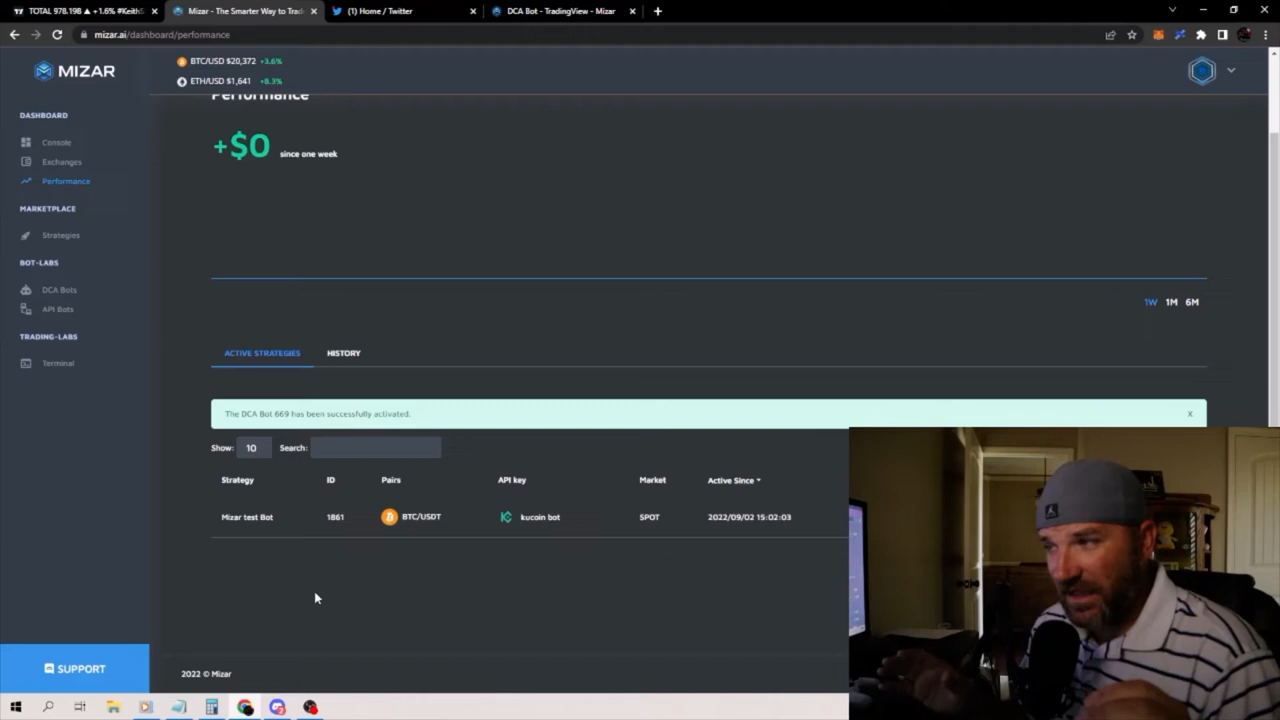 TOTAL 978.19B ▲ +1.6% #Keith
Mizar - The Smarter Way to Trad
(1) Home / Twitter
DCA Bot - TradingView - Mizar
mizar.ai/dashboard/performance
MIZAR
BTC/USD $20,372 +3.6%
ETH/USD $1,641 +8.3%
DASHBOARD
Console
Exchanges
Performance
MARKETPLACE
Strategies
BOT-LABS
DCA Bots
API Bots
TRADING-LABS
Terminal
SUPPORT
Performance
+$0 since one week
1W 1M 6M
ACTIVE STRATEGIES HISTORY
The DCA Bot 669 has been successfully activated. X
Show: 10 Search:
Strategy ID Pairs API key Market Active Since
Mizar test Bot 1861 BTC/USDT kucoin bot SPOT 2022/09/02 15:02:03
2022 © Mizar